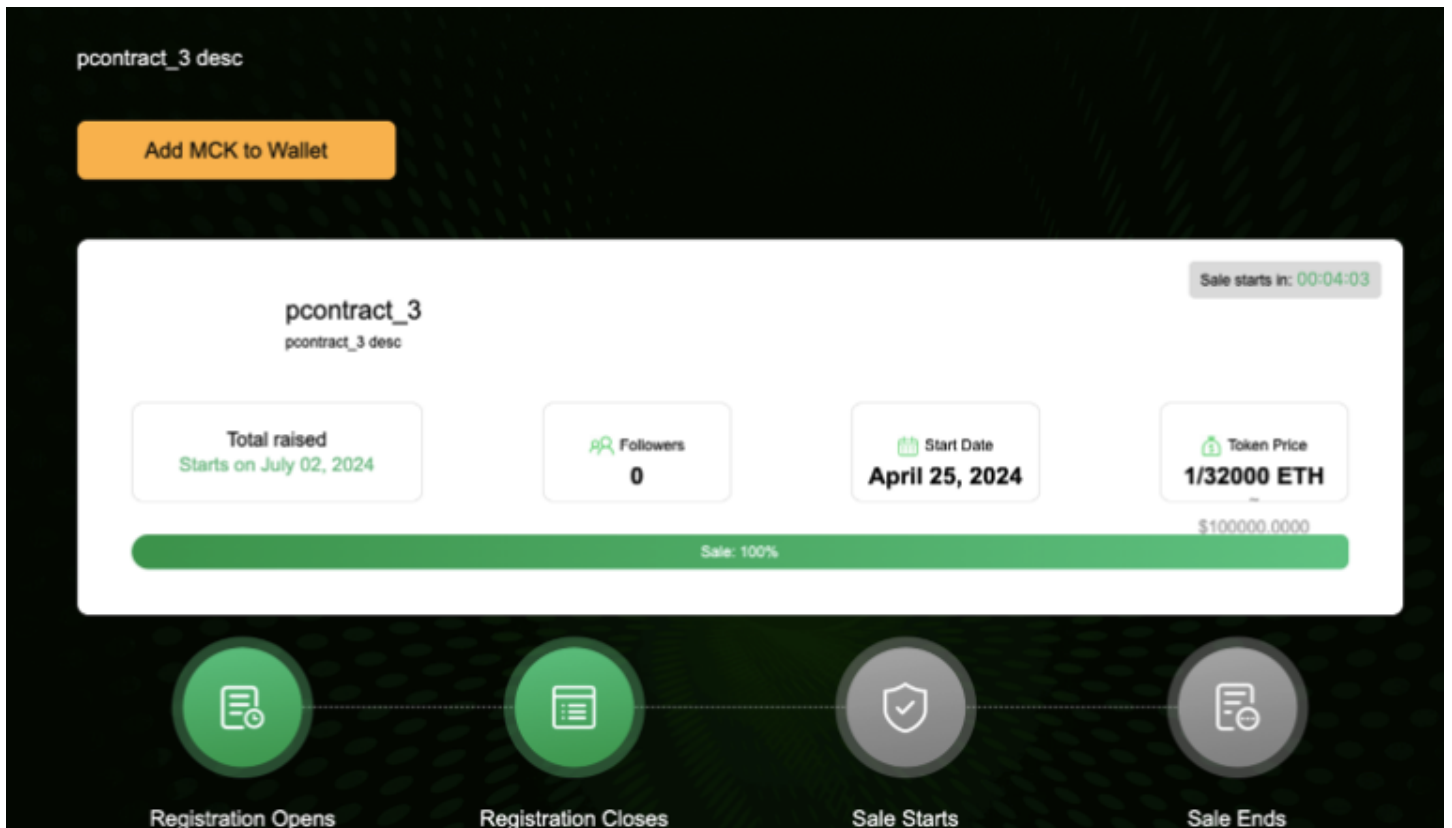 pcontract_3 desc
Add MCK to Wallet
Sale starts in: 00:04:03
pcontract_3
pcontract_3 desc
Total raised
Starts on July 02, 2024
Followers
0
Start Date
April 25, 2024
Token Price
1/32000 ETH
~
$100000.0000
Sale: 100%
Registration Opens
Registration Closes
Sale Starts
Sale Ends